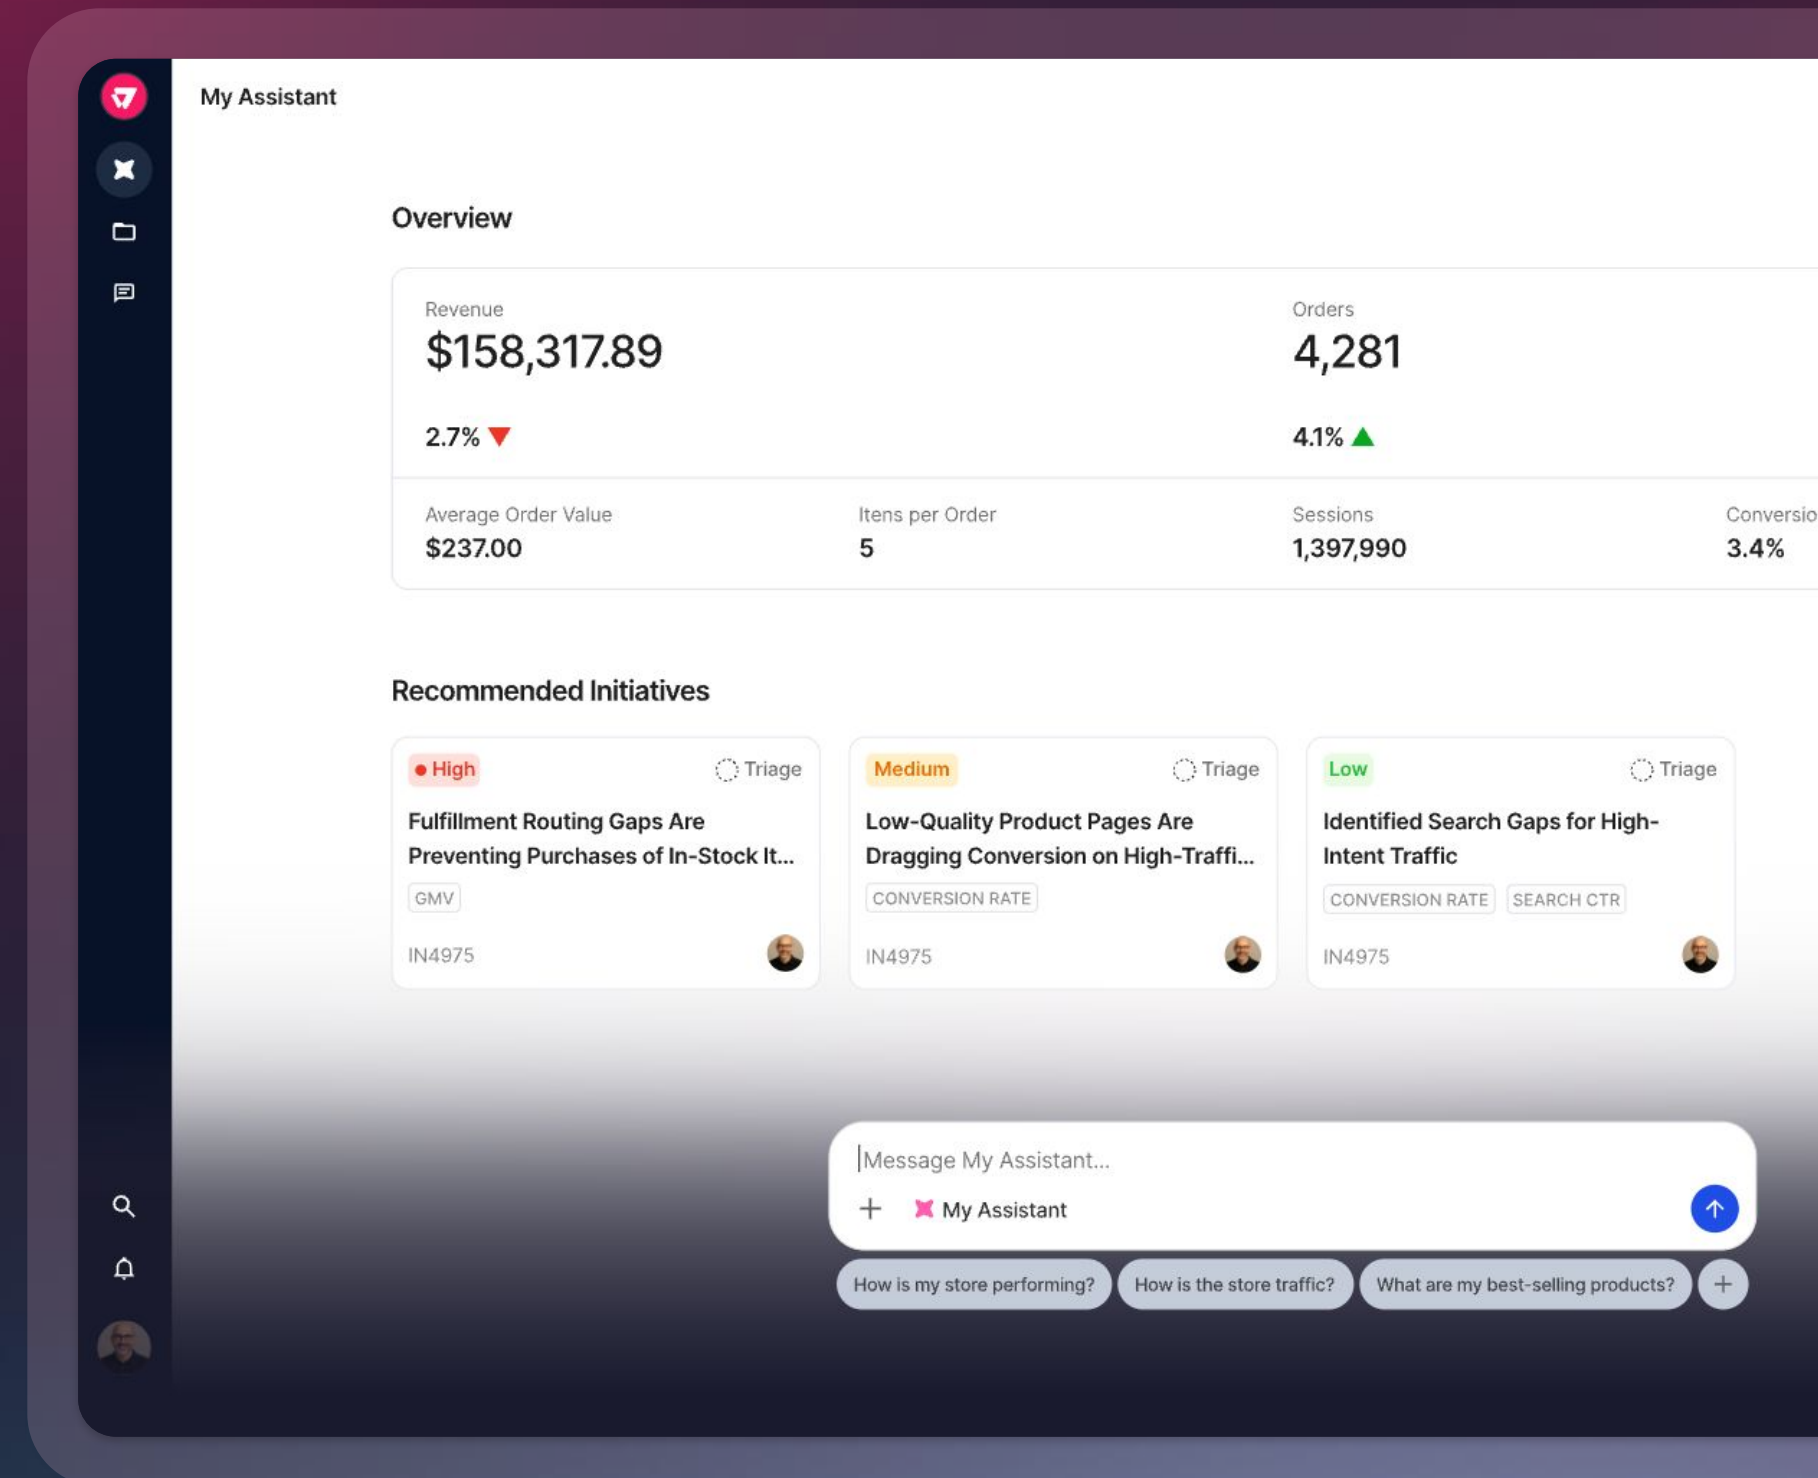 My Assistant
Overview
Revenue
$158,317.89
2.7%
Orders
4,281
4.1%
Average Order Value
$237.00
Itens per Order
5
Sessions
1,397,990
Conversio
3.4%
Recommended Initiatives
High
Triage
Fulfillment Routing Gaps Are
Preventing Purchases of In-Stock It...
GMV
IN4975
Medium
Triage
Low-Quality Product Pages Are
Dragging Conversion on High-Traffi...
CONVERSION RATE
IN4975
Low
Triage
Identified Search Gaps for High-
Intent Traffic
CONVERSION RATE SEARCH CTR
IN4975
Message My Assistant...
My Assistant
How is my store performing? How is the store traffic? What are my best-selling products?